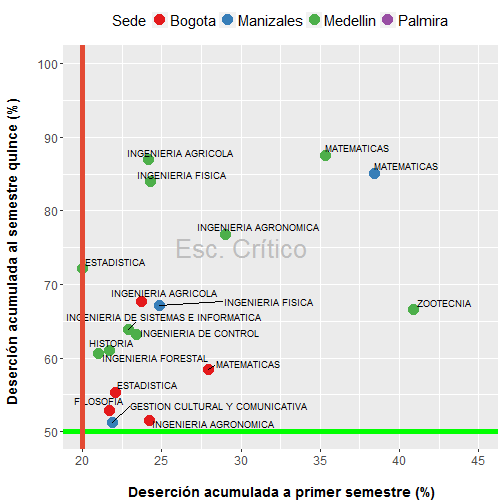 Sede Bogota Manizales Medellin Palmira
100
90
80
70
60
50
Deserción acumulada al semestre quince (%)
INGENIERIA AGRICOLA
MATEMATICAS
MATEMATICAS
INGENIERIA FISICA
INGENIERIA AGRONOMICA
Esc. Crítico
ESTADISTICA
INGENIERIA AGRICOLA
INGENIERIA FISICA
ZOOTECNIA
INGENIERIA DE SISTEMAS E INFORMATICA
INGENIERIA DE CONTROL
HISTORIA
INGENIERIA FORESTAL
MATEMATICAS
ESTADISTICA
FILOSOFIA
GESTION CULTURAL Y COMUNICATIVA
INGENIERIA AGRONOMICA
20 25 30 35 40 45
Deserción acumulada a primer semestre (%)